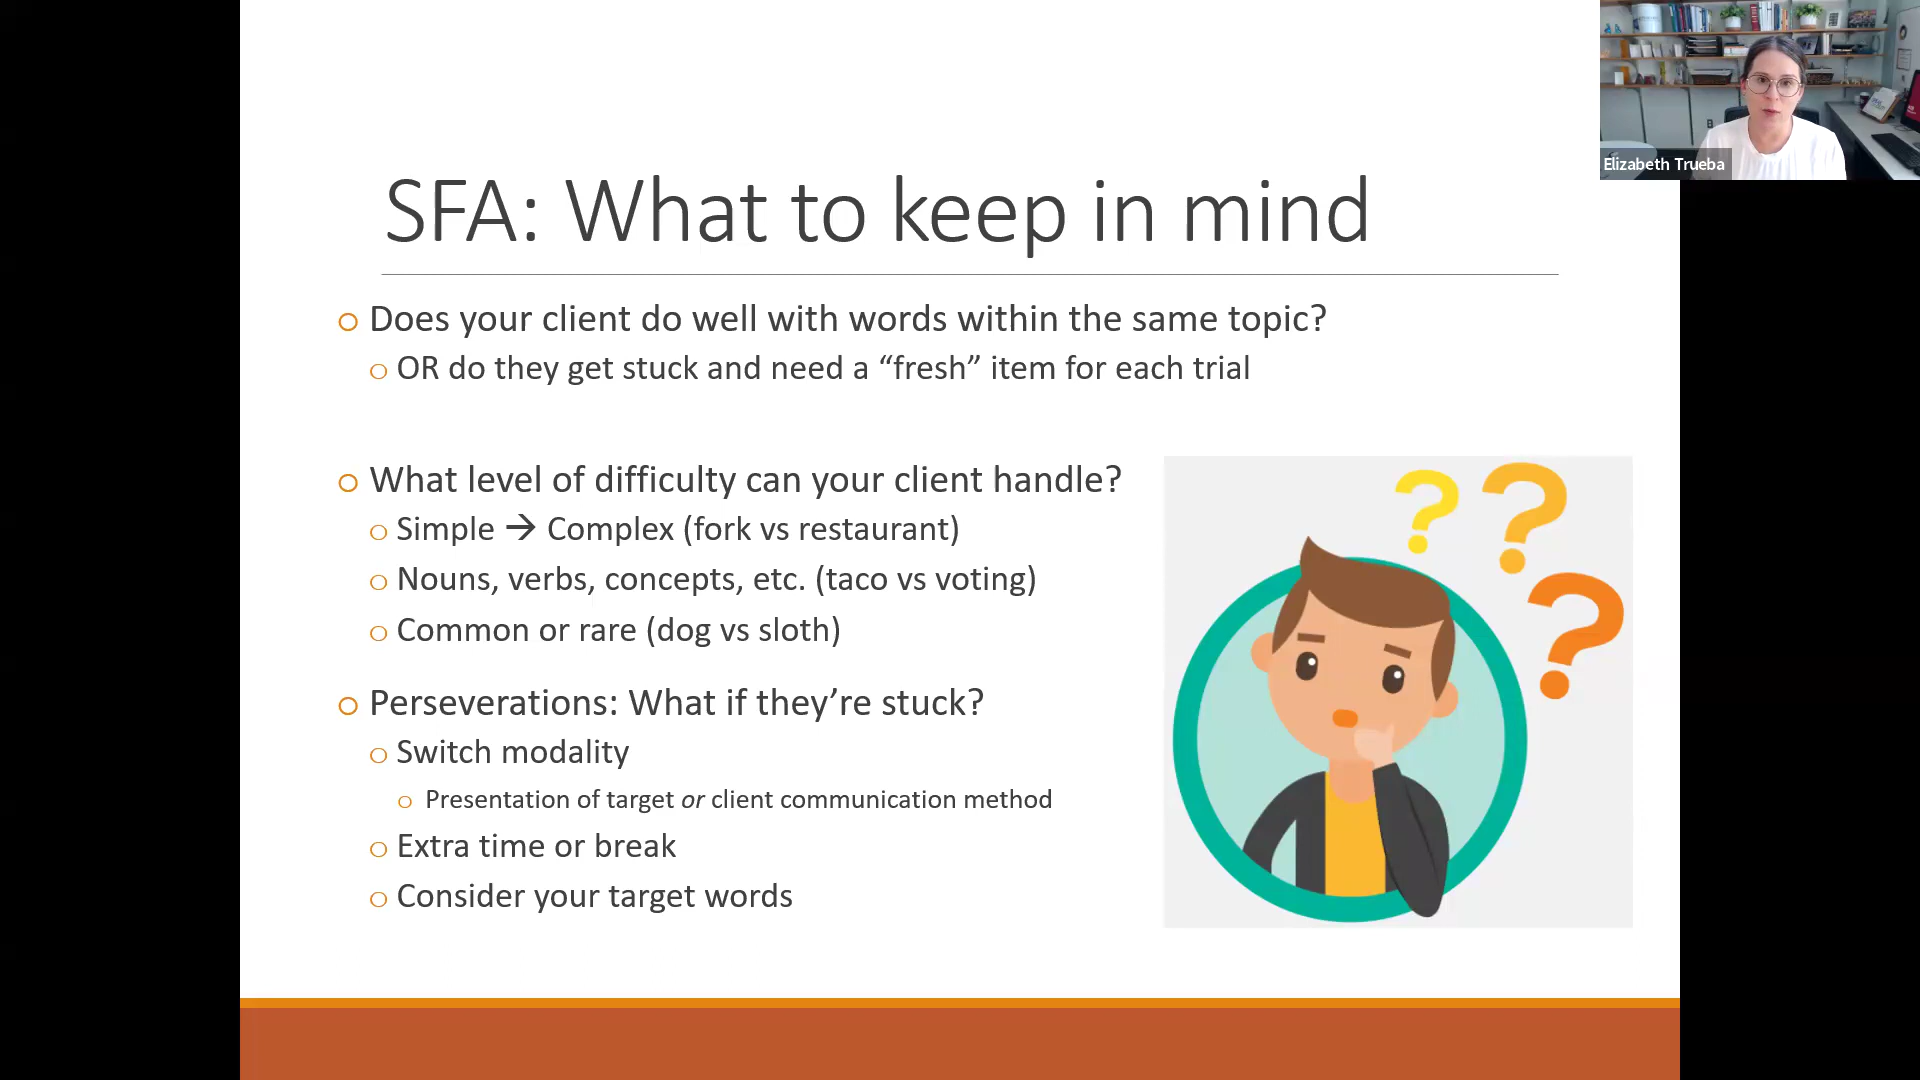 Elizabeth Trueba
SFA: What to keep in mind
Does your client do well with words within the same topic?
OR do they get stuck and need a “fresh” item for each trial
What level of difficulty can your client handle?
Simple → Complex (fork vs restaurant)
Nouns, verbs, concepts, etc. (taco vs voting)
Common or rare (dog vs sloth)
Perseverations: What if they’re stuck?
Switch modality
Presentation of target or client communication method
Extra time or break
Consider your target words
? ? ?